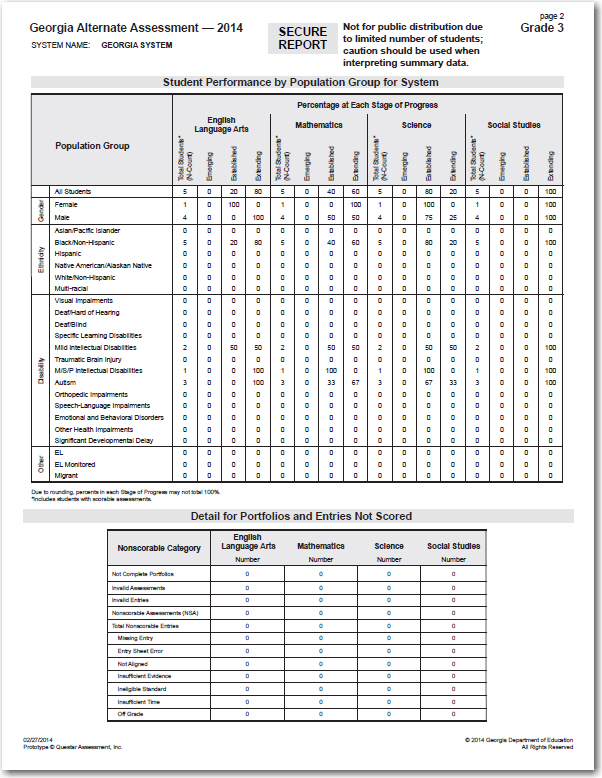 page 2
Georgia Alternate Assessment — 2014
SYSTEM NAME: GEORGIA SYSTEM
SECURE
REPORT
Not for public distribution due
to limited number of students;
caution should be used when
interpreting summary data.
Grade 3
Student Performance by Population Group for System
Population Group
Percentage at Each Stage of Progress
English
Language Arts Mathematics Science Social Studies
Total Students*
(N-Count) Emerging Established Extending Total Students*
(N-Count) Emerging Established Extending Total Students*
(N-Count) Emerging Established Extending Total Students*
(N-Count) Emerging Established Extending
All Students 5 0 20 80 5 0 40 60 5 0 80 20 5 0 0 100
Gender
Female 1 0 100 0 1 0 0 100 1 0 100 0 1 0 0 100
Male 4 0 0 100 4 0 50 50 4 0 75 25 4 0 0 100
Ethnicity
Asian/Pacific Islander 0 0 0 0 0 0 0 0 0 0 0 0 0 0 0 0
Black/Non-Hispanic 5 0 20 80 5 0 40 60 5 0 80 20 5 0 0 100
Hispanic 0 0 0 0 0 0 0 0 0 0 0 0 0 0 0 0
Native American/Alaskan Native 0 0 0 0 0 0 0 0 0 0 0 0 0 0 0 0
White/Non-Hispanic 0 0 0 0 0 0 0 0 0 0 0 0 0 0 0 0
Multi-racial 0 0 0 0 0 0 0 0 0 0 0 0 0 0 0 0
Disability
Visual Impairments 0 0 0 0 0 0 0 0 0 0 0 0 0 0 0 0
Deaf/Hard of Hearing 0 0 0 0 0 0 0 0 0 0 0 0 0 0 0 0
Deaf/Blind 0 0 0 0 0 0 0 0 0 0 0 0 0 0 0 0
Specific Learning Disabilities 0 0 0 0 0 0 0 0 0 0 0 0 0 0 0 0
Mild Intellectual Disabilities 2 0 50 50 2 0 50 50 2 0 50 50 2 0 0 100
Traumatic Brain Injury 0 0 0 0 0 0 0 0 0 0 0 0 0 0 0 0
M/S/P Intellectual Disabilities 1 0 0 100 1 0 100 0 1 0 100 0 1 0 0 100
Autism 3 0 0 100 3 0 33 67 3 0 67 33 3 0 0 100
Orthopedic Impairments 0 0 0 0 0 0 0 0 0 0 0 0 0 0 0 0
Speech-Language Impairments 0 0 0 0 0 0 0 0 0 0 0 0 0 0 0 0
Emotional and Behavioral Disorders 0 0 0 0 0 0 0 0 0 0 0 0 0 0 0 0
Other Health Impairments 0 0 0 0 0 0 0 0 0 0 0 0 0 0 0 0
Significant Developmental Delay 0 0 0 0 0 0 0 0 0 0 0 0 0 0 0 0
Other
EL 0 0 0 0 0 0 0 0 0 0 0 0 0 0 0 0
EL Monitored 0 0 0 0 0 0 0 0 0 0 0 0 0 0 0 0
Migrant 0 0 0 0 0 0 0 0 0 0 0 0 0 0 0 0
Due to rounding, percents in each Stage of Progress may not total 100%.
*Includes students with scorable assessments.
Detail for Portfolios and Entries Not Scored
Nonscorable Category English
Language Arts Mathematics Science Social Studies
Number Number Number Number
Not Complete Portfolios 0 0 0 0
Invalid Assessments 0 0 0 0
Invalid Entries 0 0 0 0
Nonscorable Assessments (NSA) 0 0 0 0
Total Nonscorable Entries 0 0 0 0
Missing Entry 0 0 0 0
Entry Sheet Error 0 0 0 0
Not Aligned 0 0 0 0
Insufficient Evidence 0 0 0 0
Ineligible Standard 0 0 0 0
Insufficient Time 0 0 0 0
Off Grade 0 0 0 0
02/27/2014
Prototype © Questar Assessment, Inc.
© 2014 Georgia Department of Education
All Rights Reserved